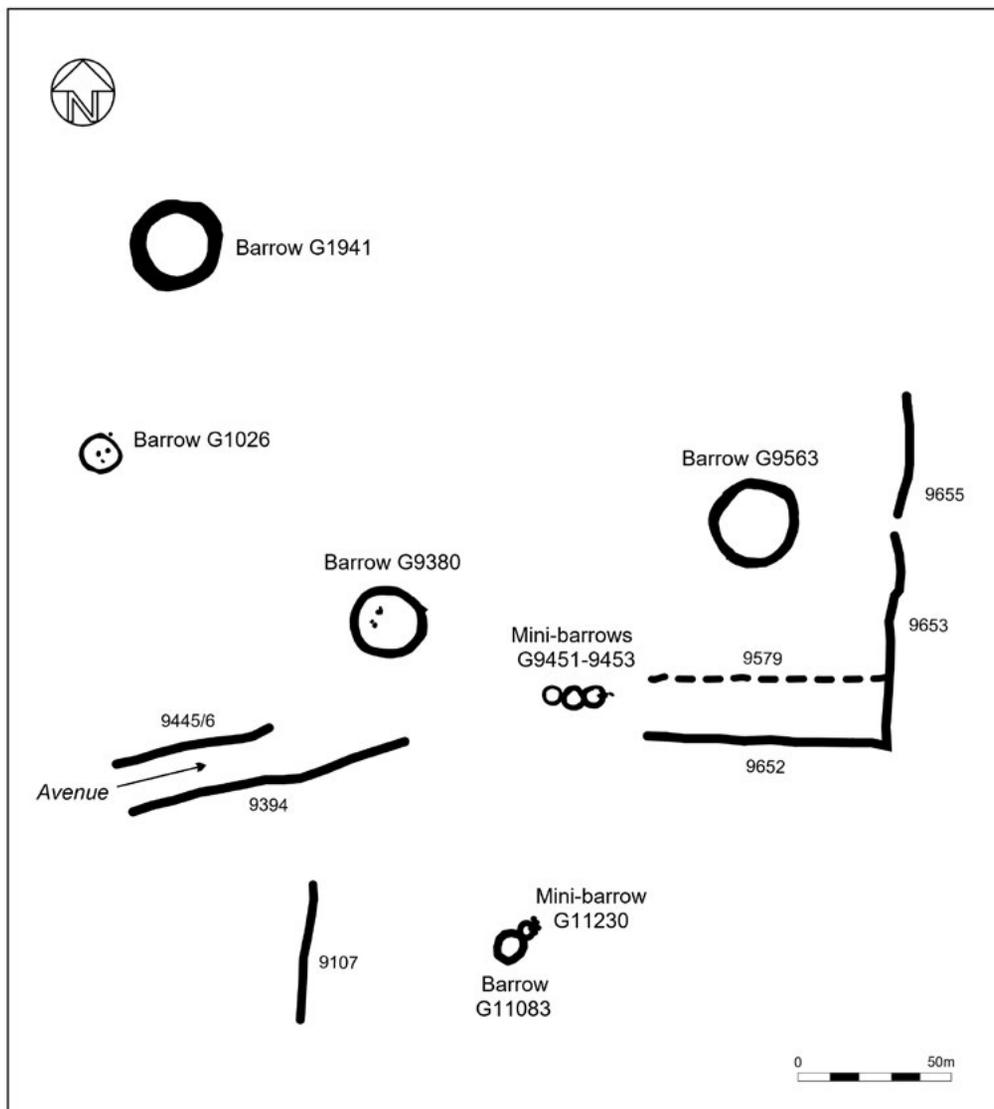 N
Barrow G1941
Barrow G1026
Barrow G9563
9655
Barrow G9380
Mini-barrows
G9451-9453
9653
9579
9445/6
9652
Avenue
9394
Mini-barrow
G11230
9107
Barrow
G11083
0 50m